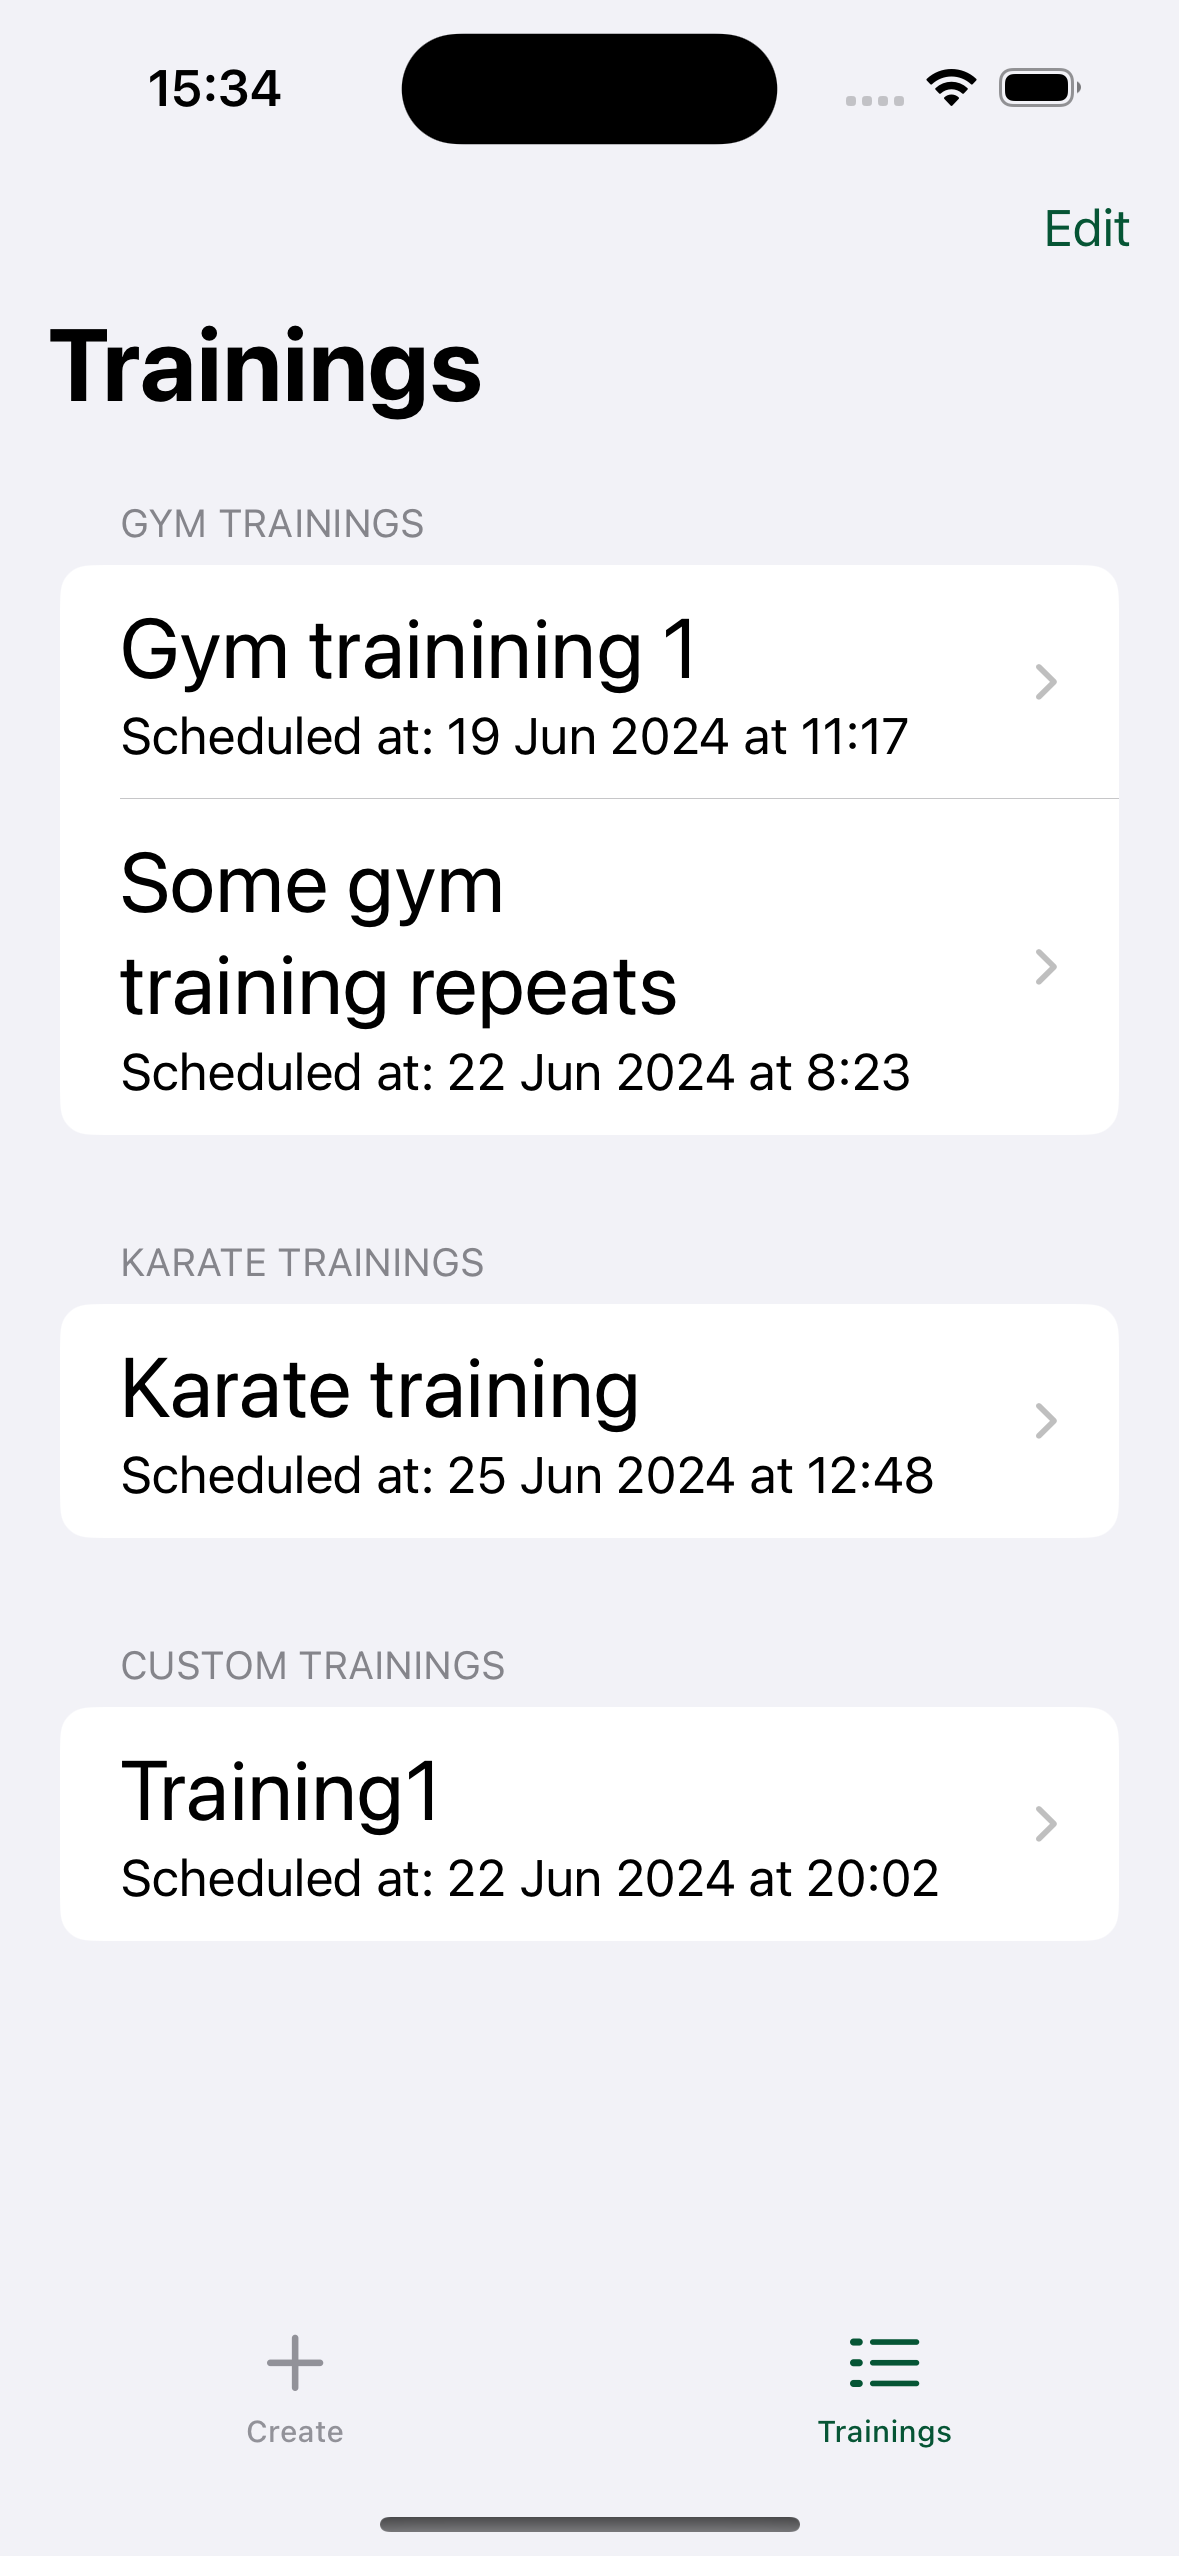 15:34
Edit
Trainings
GYM TRAININGS
Gym trainining 1
Scheduled at: 19 Jun 2024 at 11:17
Some gym
training repeats
Scheduled at: 22 Jun 2024 at 8:23
KARATE TRAININGS
Karate training
Scheduled at: 25 Jun 2024 at 12:48
CUSTOM TRAININGS
Training1
Scheduled at: 22 Jun 2024 at 20:02
Create
Trainings